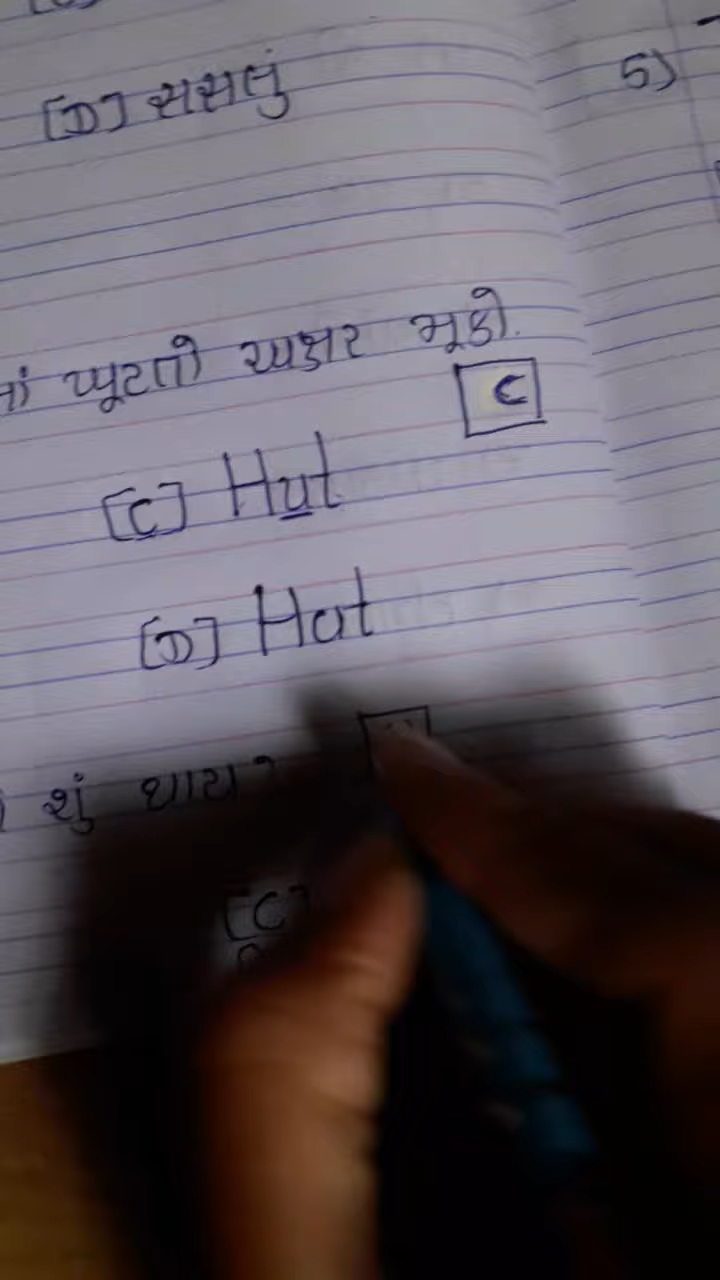 [D] સસલું
5)
ખૂટતો અક્ષર મૂકો.
C
[C] Hut
[D] Hat
શું થાય?
[C]